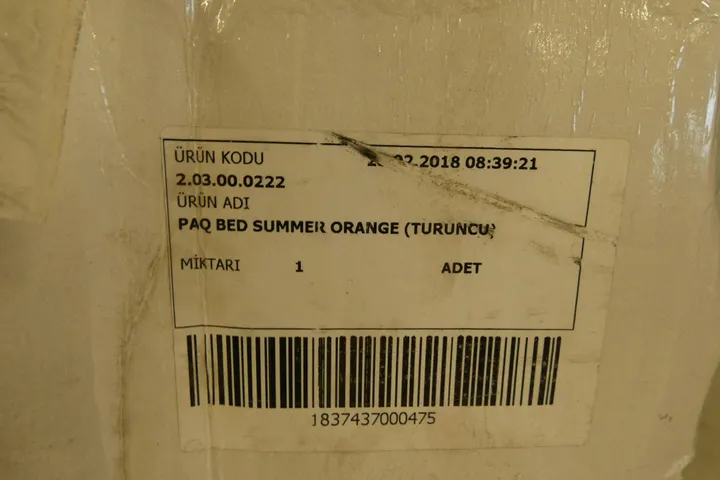 ÜRÜN KODU
2018 08:39:21
2.03.00.0222
ÜRÜN ADI
PAQ BED SUMMER ORANGE (TURUNCU)
MİKTARI 1 ADET
1837437000475